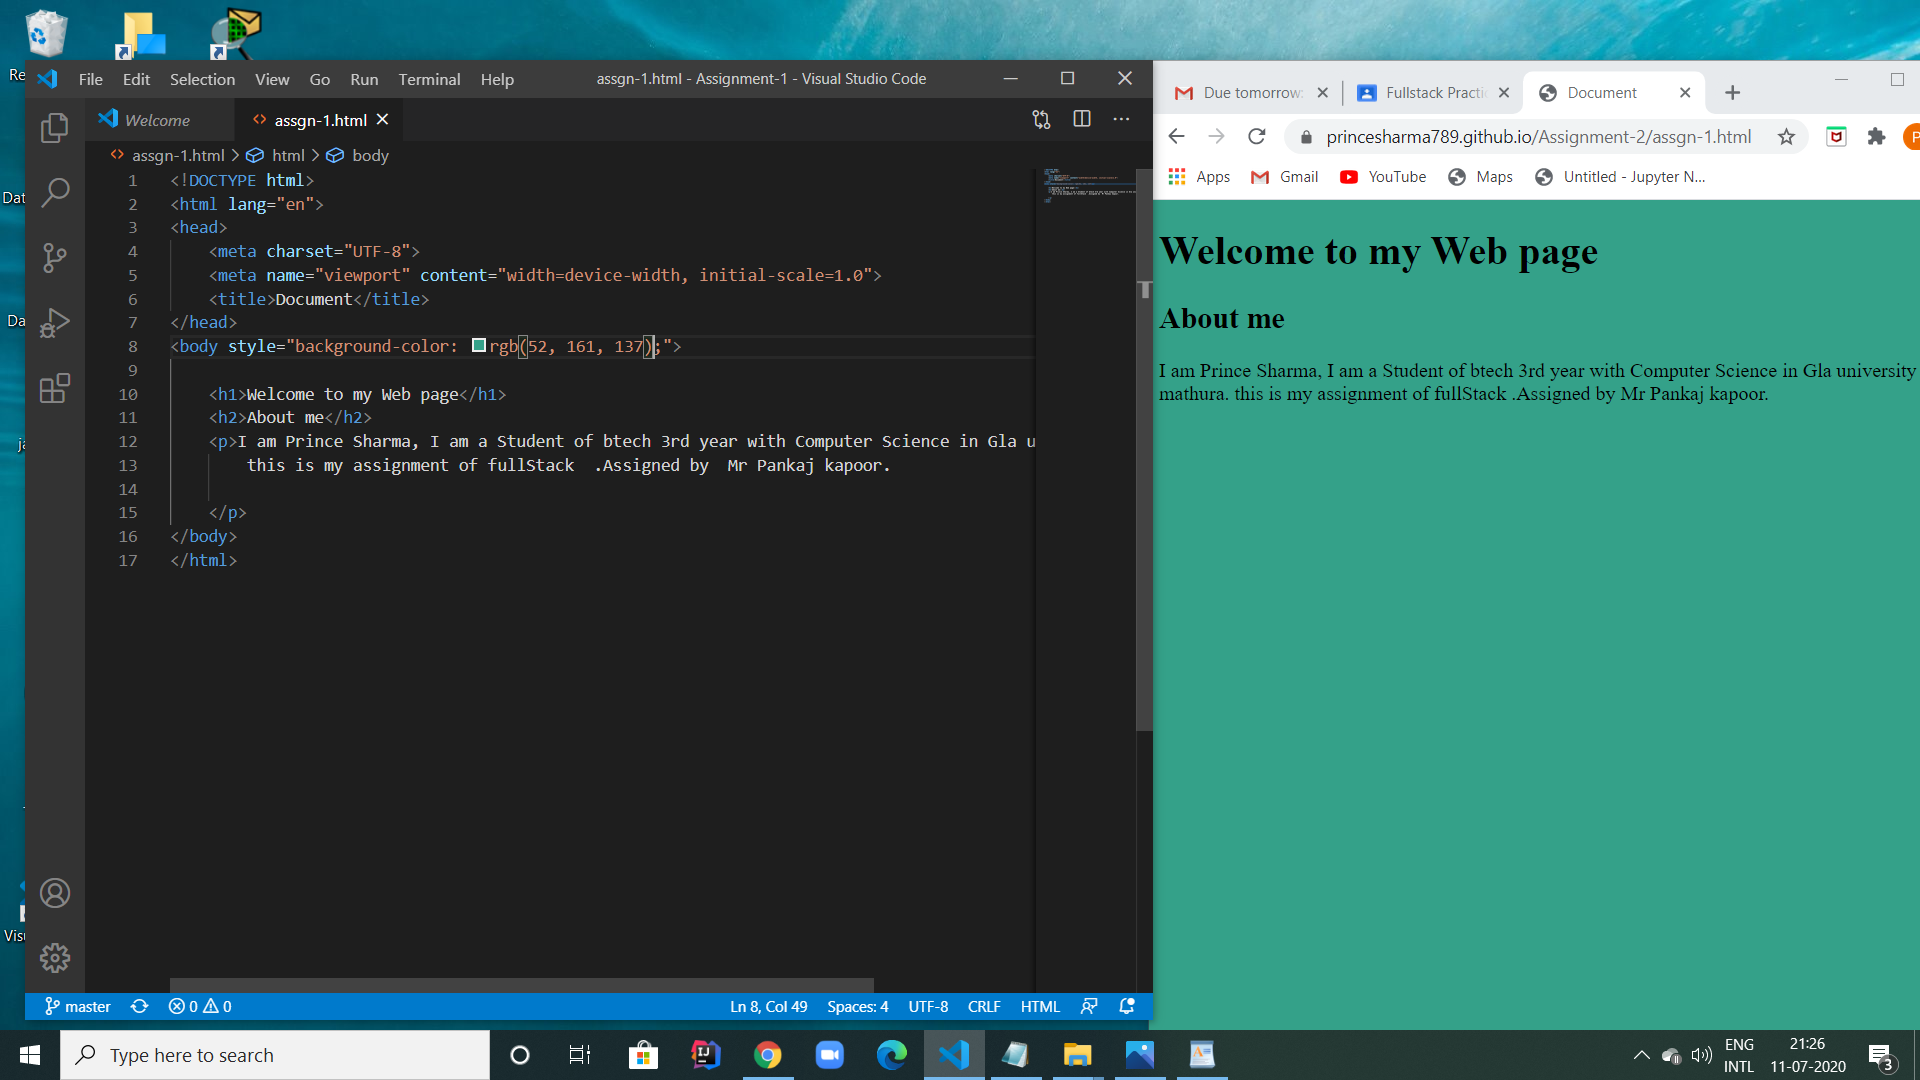 Re
Dat
Da
ja
Visu
File Edit Selection View Go Run Terminal Help
assgn-1.html - Assignment-1 - Visual Studio Code
Welcome
assgn-1.html
assgn-1.html > html > body
1 <!DOCTYPE html>
2 <html lang="en">
3 <head>
4     <meta charset="UTF-8">
5     <meta name="viewport" content="width=device-width, initial-scale=1.0">
6     <title>Document</title>
7 </head>
8 <body style="background-color: rgb(52, 161, 137);">
9
10     <h1>Welcome to my Web page</h1>
11     <h2>About me</h2>
12     <p>I am Prince Sharma, I am a Student of btech 3rd year with Computer Science in Gla u
13         this is my assignment of fullStack  .Assigned by  Mr Pankaj kapoor.
14
15     </p>
16 </body>
17 </html>
master 0 0 Ln 8, Col 49 Spaces: 4 UTF-8 CRLF HTML
Due tomorrow: Fullstack Practi Document
princesharma789.github.io/Assignment-2/assgn-1.html
P
Apps Gmail YouTube Maps Untitled - Jupyter N...
Welcome to my Web page
About me
I am Prince Sharma, I am a Student of btech 3rd year with Computer Science in Gla university
mathura. this is my assignment of fullStack .Assigned by Mr Pankaj kapoor.
Type here to search
ENG
INTL
21:26
11-07-2020
3